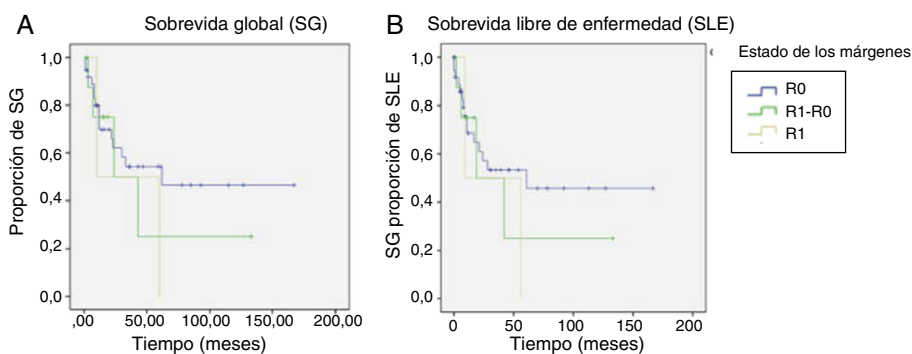 A
Sobrevida global (SG)
Proporción de SG
1,0
0,8
0,6
0,4
0,2
0,0
,00
50,00
100,00
150,00
200,00
Tiempo (meses)
B
Sobrevida libre de enfermedad (SLE)
SG proporción de SLE
1,0
0,8
0,6
0,4
0,2
0,0
0
50
100
150
200
Tiempo (meses)
Estado de los márgenes
R0
R1-R0
R1